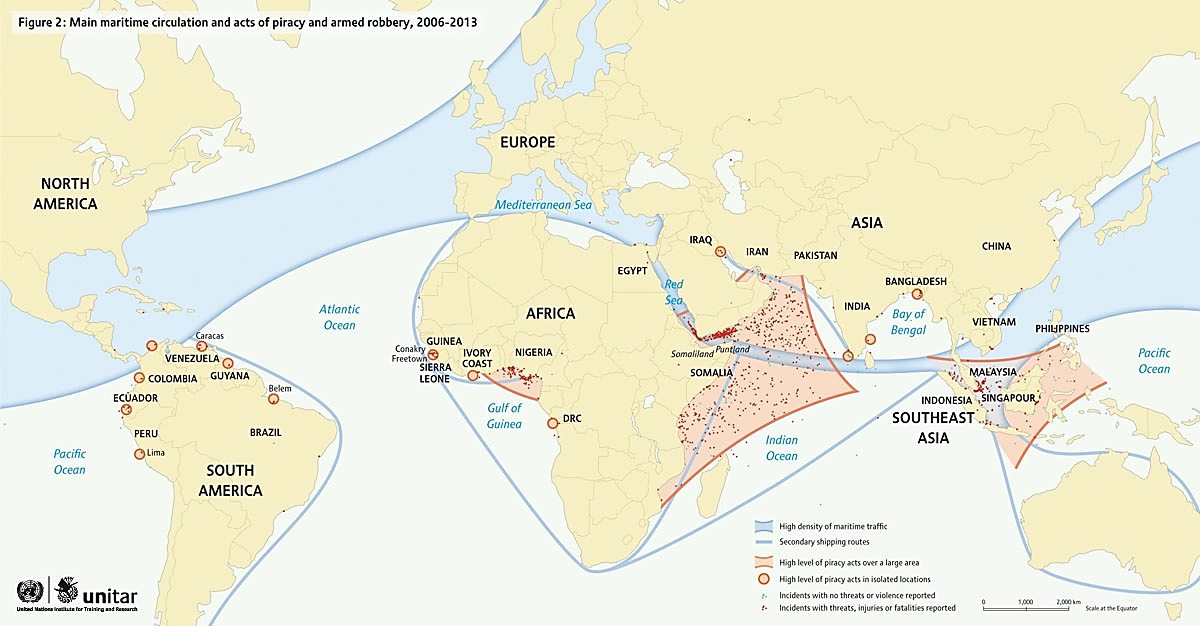 Figure 2: Main maritime circulation and acts of piracy and armed robbery, 2006-2013
EUROPE
NORTH
AMERICA
Mediterranean Sea
ASIA
IRAQ
IRAN
PAKISTAN
CHINA
EGYPT
Red
Sea
BANGLADESH
INDIA
Bay of
Bengal
Atlantic
Ocean
AFRICA
VIETNAM
PHILIPPINES
Caracas
VENEZUELA
GUYANA
COLOMBIA
Conakry
Freetown
GUINEA
SIERRA
LEONE
IVORY
COAST
NIGERIA
Somaliland
Puntland
SOMALIA
MALAYSIA
SINGAPOUR
INDONESIA
SOUTHEAST
ASIA
Pacific
Ocean
ECUADOR
Belem
Gulf of
Guinea
DRC
PERU
BRAZIL
Lima
Pacific
Ocean
SOUTH
AMERICA
Indian
Ocean
High density of maritime traffic
Secondary shipping routes
High level of piracy acts over a large area
High level of piracy acts in isolated locations
Incidents with no threats or violence reported
Incidents with threats, injuries or fatalities reported
0 1,000 2,000 km
Scale at the Equator
unitar
United Nations Institute for Training and Research